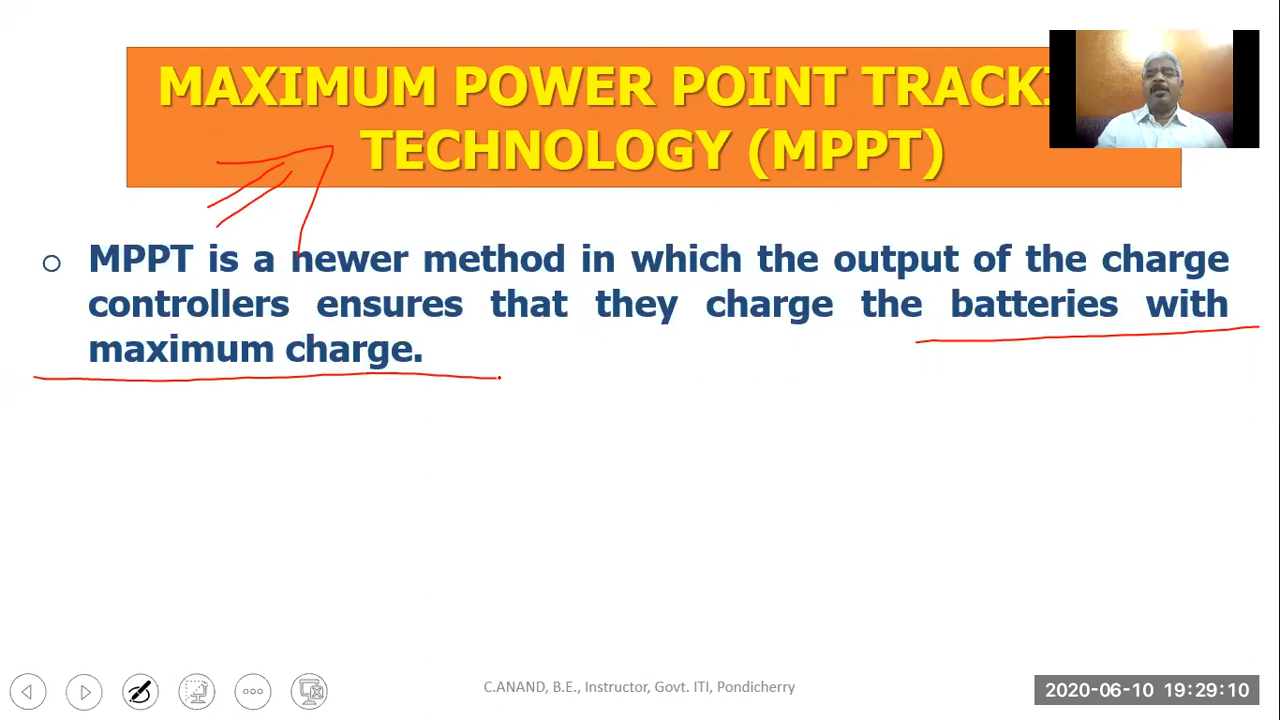 MAXIMUM POWER POINT TRACKI
TECHNOLOGY (MPPT)
MPPT is a newer method in which the output of the charge
controllers ensures that they charge the batteries with
maximum charge.
C.ANAND, B.E., Instructor, Govt. ITI, Pondicherry
2020-06-10 19:29:10